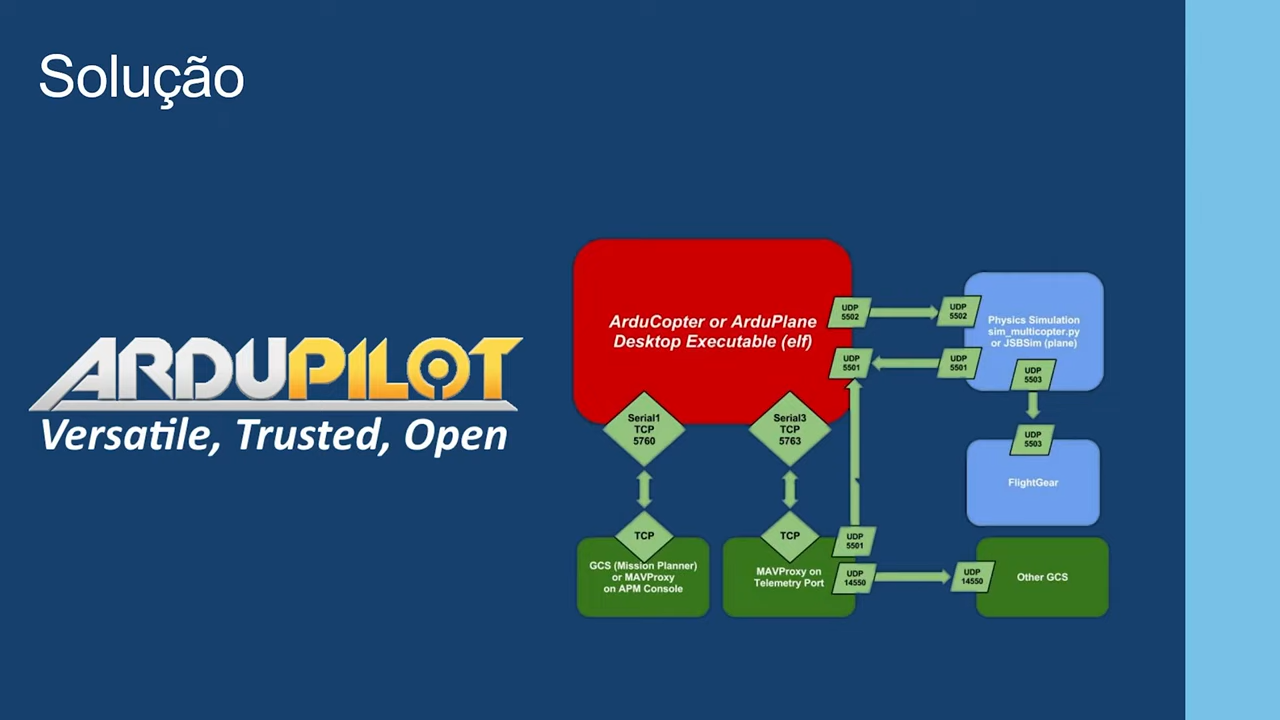 Solução
ARDUPILOT
Versatile, Trusted, Open
ArduCopter or ArduPlane
Desktop Executable (elf)
UDP
5502
UDP
5502
Physics Simulation
sim_multicopter.py
or JSBSim (plane)
UDP
5501
UDP
5501
UDP
5503
UDP
5503
FlightGear
Serial1
TCP
5760
Serial3
TCP
5763
TCP
GCS (Mission Planner)
or MAVProxy
on APM Console
TCP
MAVProxy on
Telemetry Port
UDP
5501
UDP
14550
UDP
14550
Other GCS